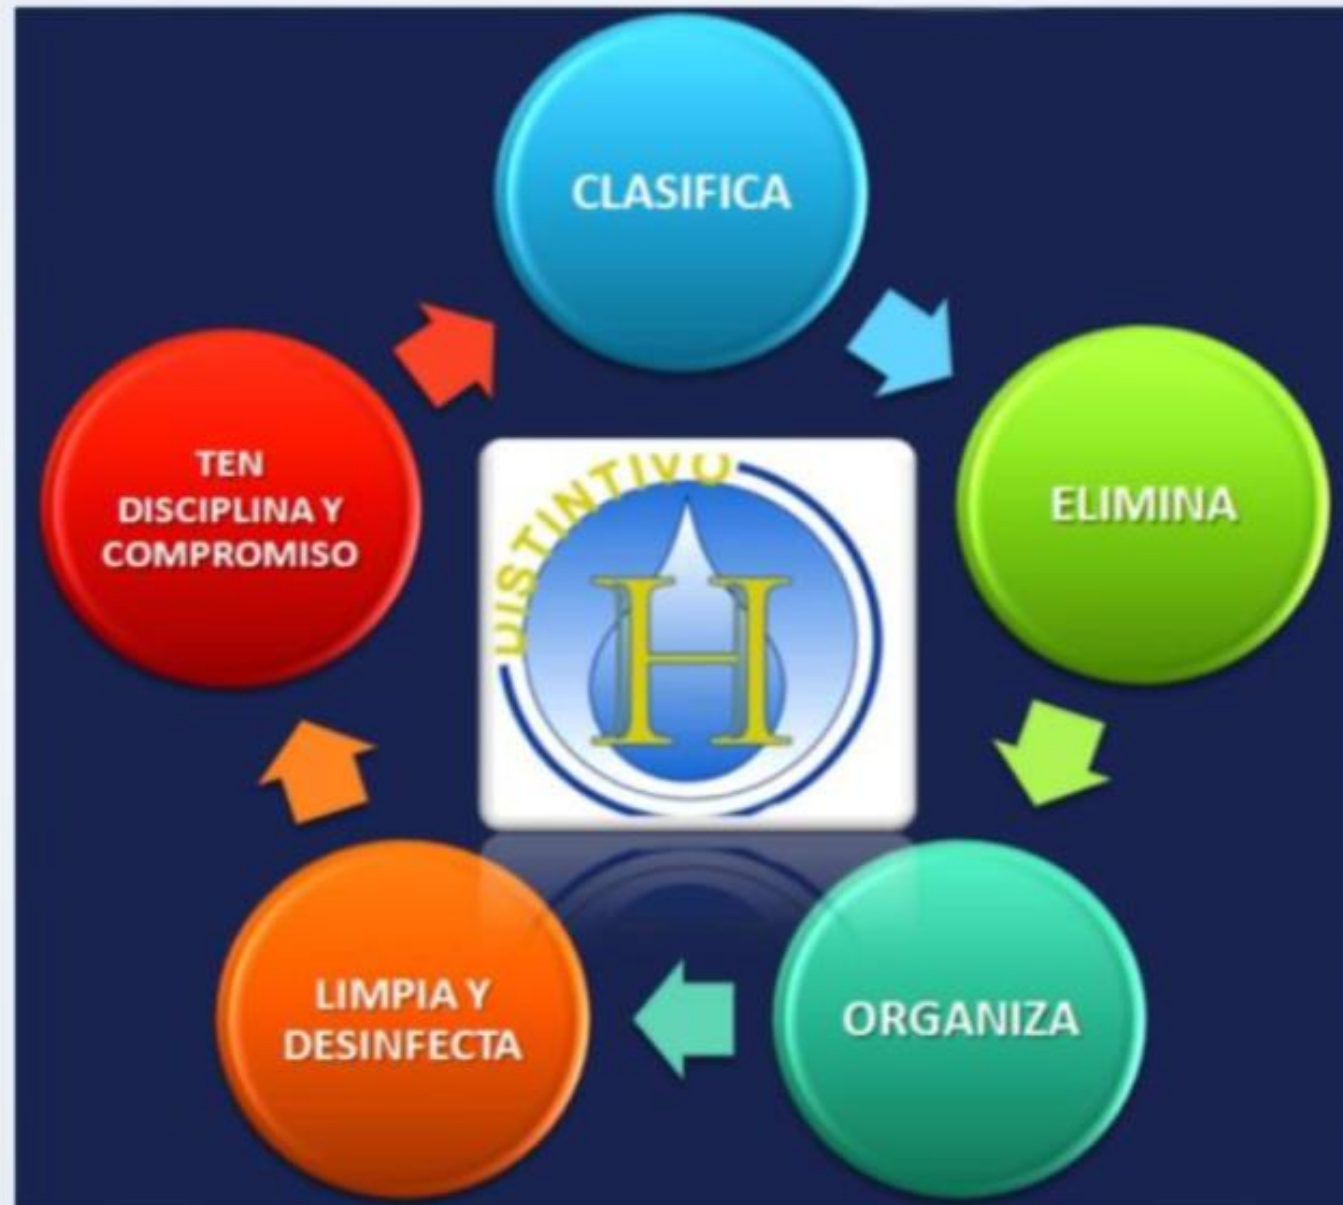 CLASIFICA
ELIMINA
ORGANIZA
LIMPIA Y
DESINFECTA
TEN
DISCIPLINA Y
COMPROMISO
DISTINTIVO
H